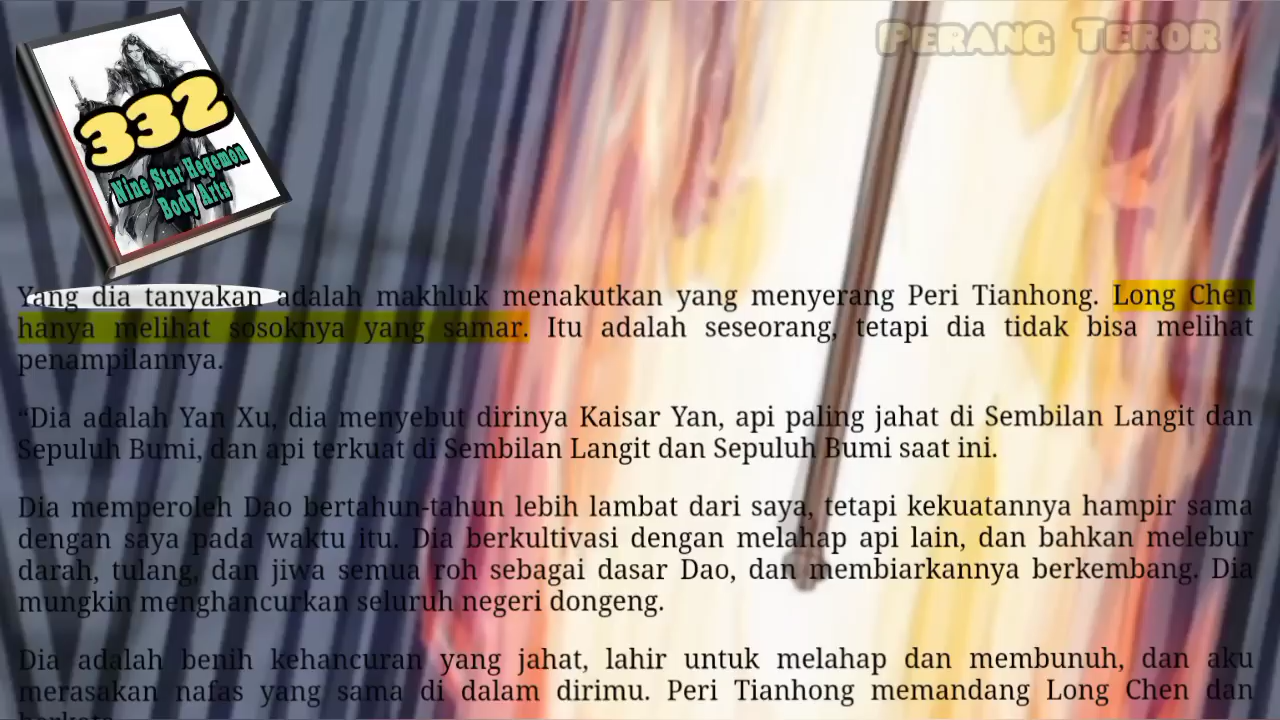 Perang Teror
332
Nine Star Hegemon
Body Arts
Yang dia tanyakan adalah makhluk menakutkan yang menyerang Peri Tianhong. Long Chen
hanya melihat sosoknya yang samar. Itu adalah seseorang, tetapi dia tidak bisa melihat
penampilannya.
“Dia adalah Yan Xu, dia menyebut dirinya Kaisar Yan, api paling jahat di Sembilan Langit dan
Sepuluh Bumi, dan api terkuat di Sembilan Langit dan Sepuluh Bumi saat ini.
Dia memperoleh Dao bertahun-tahun lebih lambat dari saya, tetapi kekuatannya hampir sama
dengan saya pada waktu itu. Dia berkultivasi dengan melahap api lain, dan bahkan melebur
darah, tulang, dan jiwa semua roh sebagai dasar Dao, dan membiarkannya berkembang. Dia
mungkin menghancurkan seluruh negeri dongeng.
Dia adalah benih kehancuran yang jahat, lahir untuk melahap dan membunuh, dan aku
merasakan nafas yang sama di dalam dirimu. Peri Tianhong memandang Long Chen dan